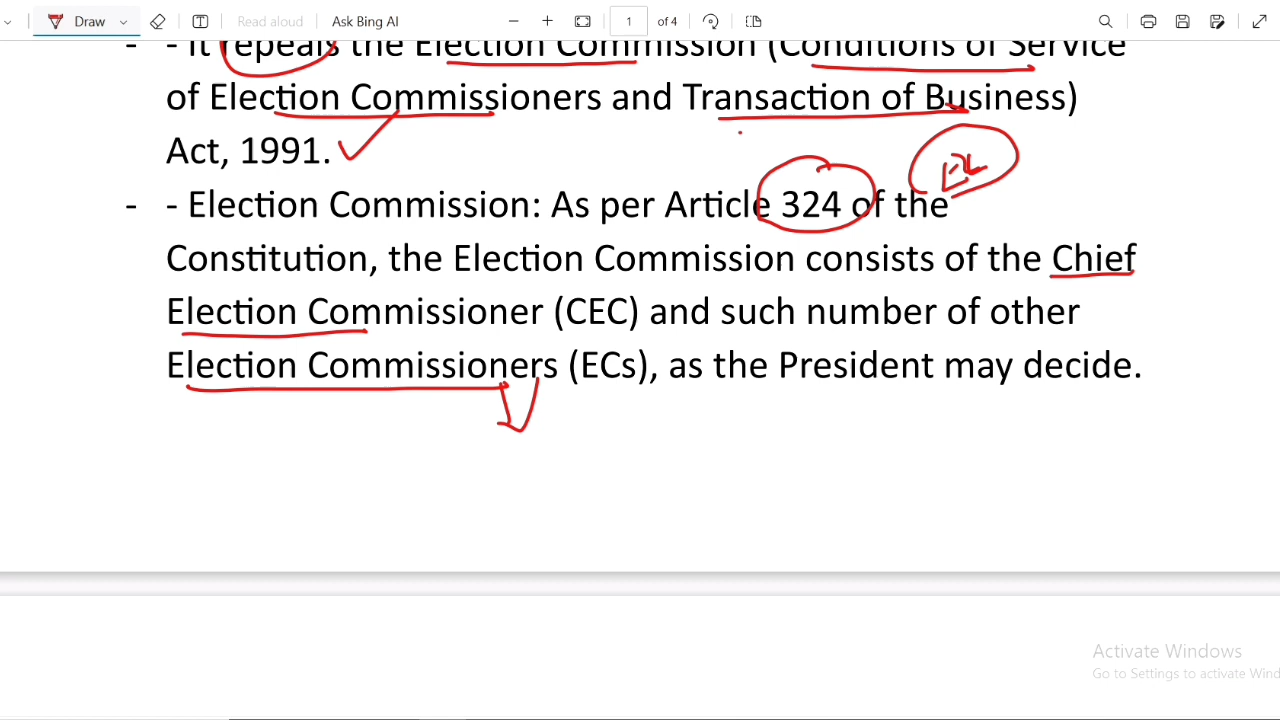 Draw
Read aloud
Ask Bing AI
1
of 4
- - It repeals the Election Commission (Conditions of Service
of Election Commissioners and Transaction of Business)
Act, 1991.
- - Election Commission: As per Article 324 of the
Constitution, the Election Commission consists of the Chief
Election Commissioner (CEC) and such number of other
Election Commissioners (ECs), as the President may decide.
Activate Windows
Go to Settings to activate Wind